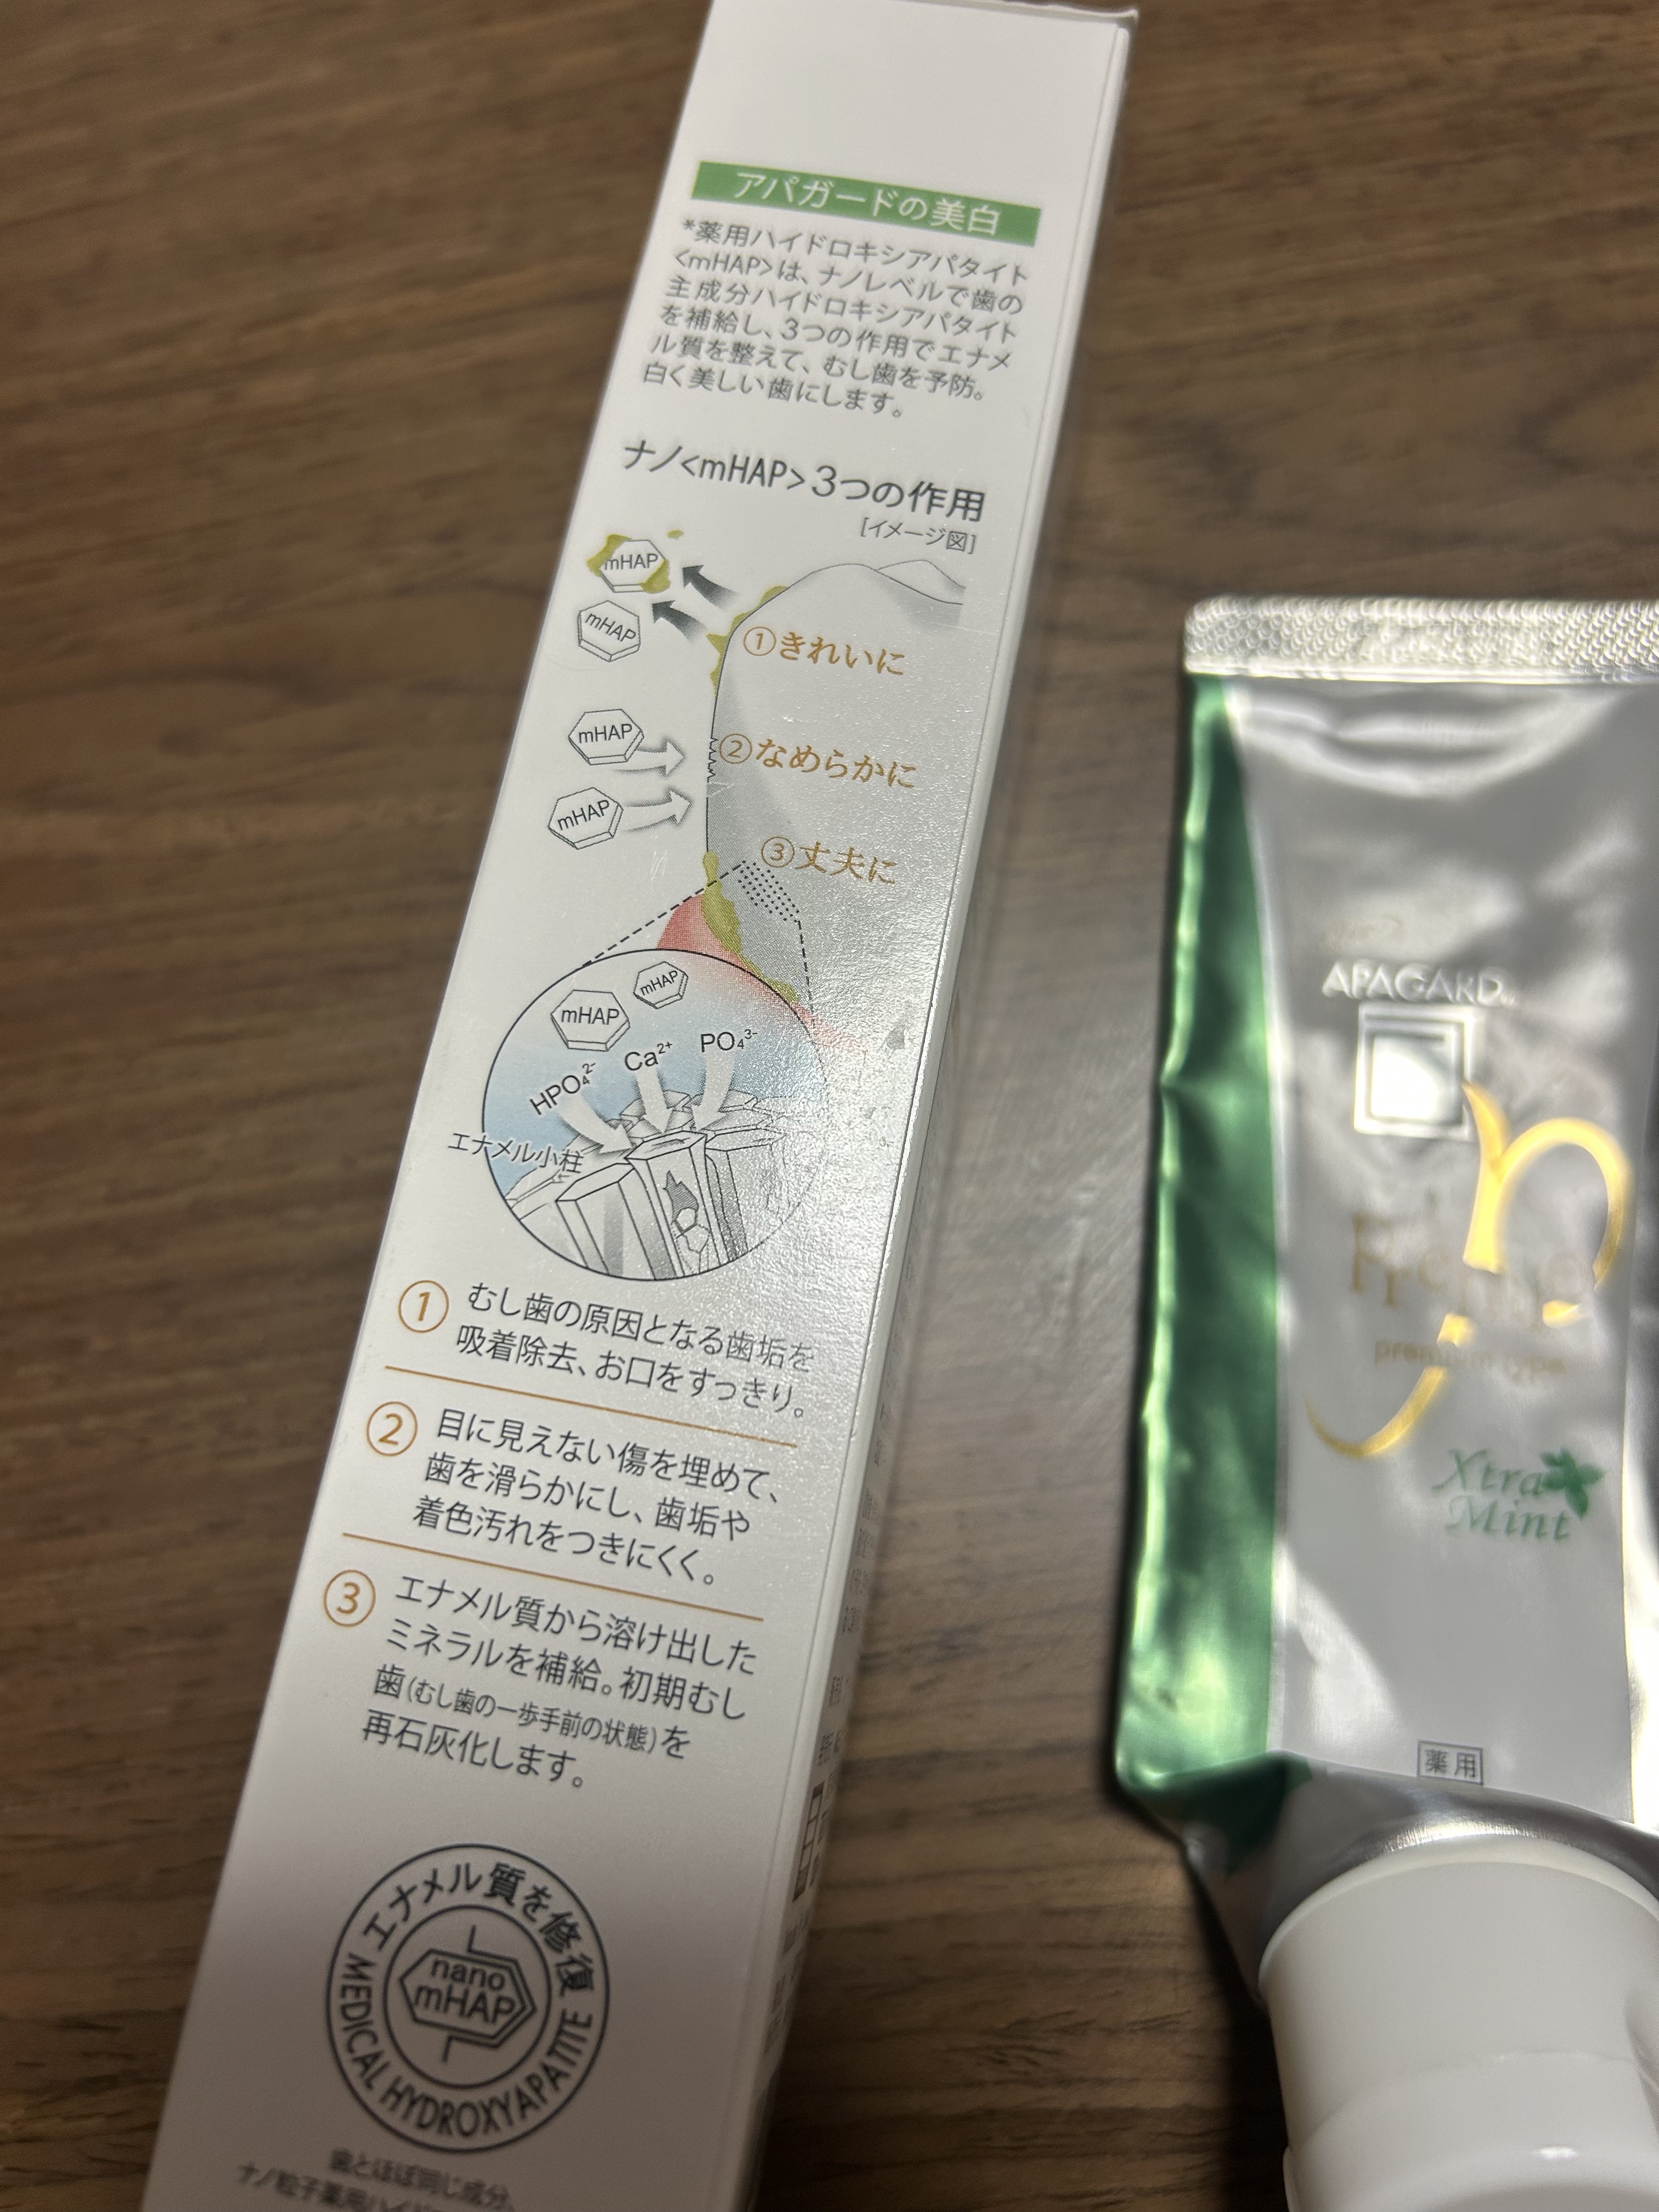 アパガードの美白
*薬用ハイドロキシアパタイト
<mHAP>は、ナノレベルで歯の
主成分ハイドロキシアパタイト
を補給し、3つの作用でエナメ
ル質を整えて、むし歯を予防。
白く美しい歯にします。
ナノ<mHAP>3つの作用
[イメージ図]
mHAP
mHAP
①きれいに
mHAP
②なめらかに
mHAP
③丈夫に
mHAP
mHAP
HPO₄²⁻
Ca²⁺
PO₄³⁻
エナメル小柱
① むし歯の原因となる歯垢を
吸着除去、お口をすっきり。
② 目に見えない傷を埋めて、
歯を滑らかにし、歯垢や
着色汚れをつきにくく。
③ エナメル質から溶け出した
ミネラルを補給。初期むし
歯(むし歯の一歩手前の状態)を
再石灰化します。
エナメル質を修復
nano
mHAP
MEDICAL HYDROXYAPATITE
歯とほぼ同じ成分、
APAGARD
premium type
Xtra
Mint
薬用